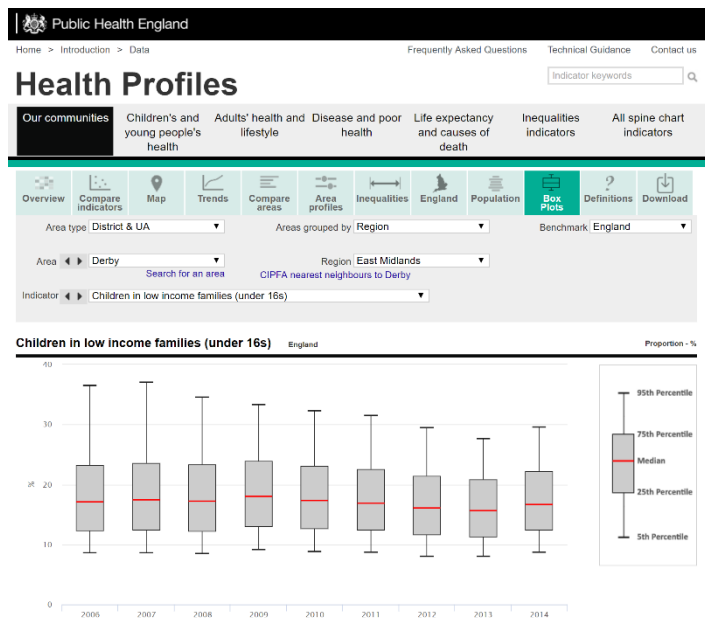 Public Health England
Home > Introduction > Data
Frequently Asked Questions Technical Guidance Contact us
Health Profiles
Indicator keywords
Our communities
Children's and young people's health
Adults' health and lifestyle
Disease and poor health
Life expectancy and causes of death
Inequalities indicators
All spine chart indicators
Overview
Compare indicators
Map
Trends
Compare areas
Area profiles
Inequalities
England
Population
Box Plots
Definitions
Download
Area type District & UA
Areas grouped by Region
Benchmark England
Area Derby
Region East Midlands
Search for an area
CIPFA nearest neighbours to Derby
Indicator Children in low income families (under 16s)
Children in low income families (under 16s) England Proportion - %
40
30
20
10
0
%
2006 2007 2008 2009 2010 2011 2012 2013 2014
95th Percentile
75th Percentile
Median
25th Percentile
5th Percentile